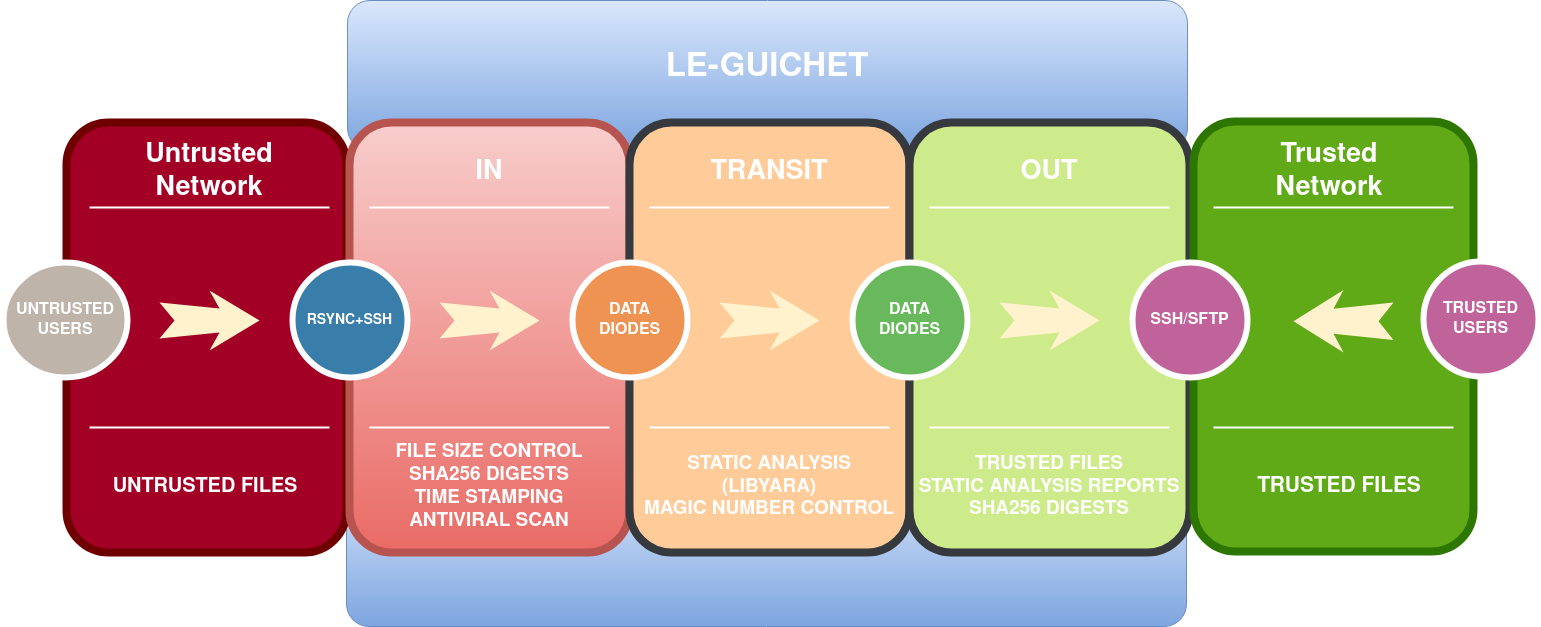 LE-GUICHET
Untrusted
Network
IN
TRANSIT
OUT
Trusted
Network
UNTRUSTED
USERS
RSYNC+SSH
DATA
DIODES
DATA
DIODES
SSH/SFTP
TRUSTED
USERS
UNTRUSTED FILES
FILE SIZE CONTROL
SHA256 DIGESTS
TIME STAMPING
ANTIVIRAL SCAN
STATIC ANALYSIS
(LIBYARA)
MAGIC NUMBER CONTROL
TRUSTED FILES
STATIC ANALYSIS REPORTS
SHA256 DIGESTS
TRUSTED FILES